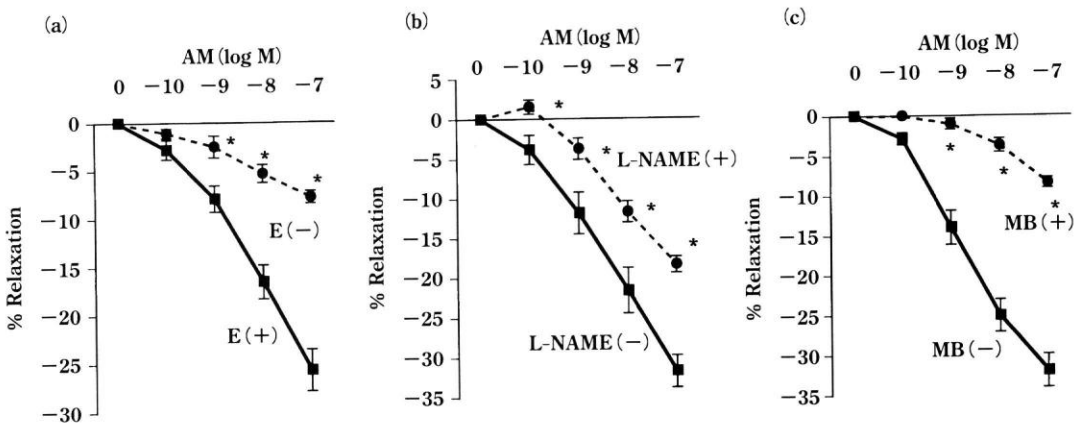 (a)
AM (log M)
0 −10 −9 −8 −7
0
−5
−10
−15
−20
−25
−30
% Relaxation
*
*
*
E (−)
E (+)
(b)
AM (log M)
0 −10 −9 −8 −7
5
0
−5
−10
−15
−20
−25
−30
−35
% Relaxation
*
*
*
*
L-NAME (+)
L-NAME (−)
(c)
AM (log M)
0 −10 −9 −8 −7
0
−5
−10
−15
−20
−25
−30
−35
% Relaxation
*
*
*
MB (+)
MB (−)